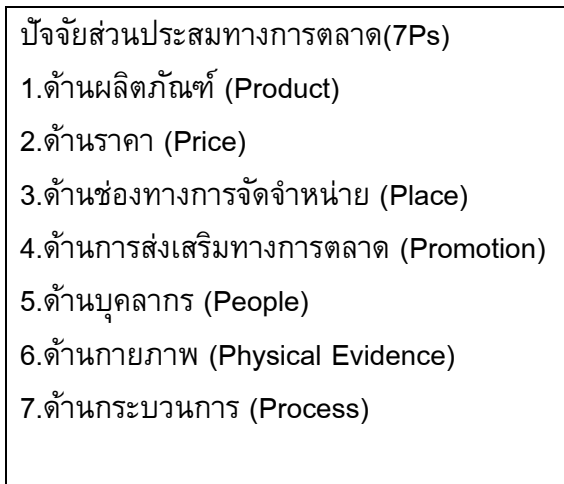 ปัจจัยส่วนประสมทางการตลาด(7Ps)
1.ด้านผลิตภัณฑ์ (Product)
2.ด้านราคา (Price)
3.ด้านช่องทางการจัดจำหน่าย (Place)
4.ด้านการส่งเสริมทางการตลาด (Promotion)
5.ด้านบุคลากร (People)
6.ด้านกายภาพ (Physical Evidence)
7.ด้านกระบวนการ (Process)